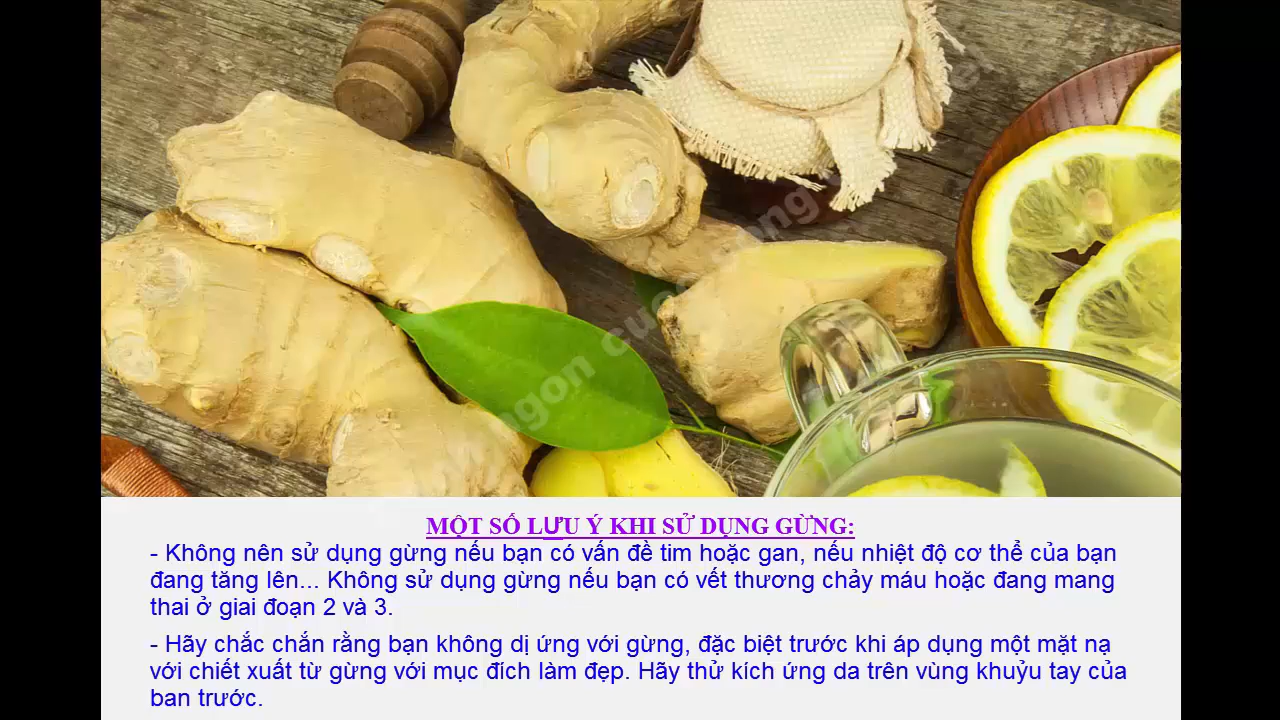 Ngon cuộc sống
MỘT SỐ LƯU Ý KHI SỬ DỤNG GỪNG:
- Không nên sử dụng gừng nếu bạn có vấn đề tim hoặc gan, nếu nhiệt độ cơ thể của bạn
đang tăng lên... Không sử dụng gừng nếu bạn có vết thương chảy máu hoặc đang mang
thai ở giai đoạn 2 và 3.
- Hãy chắc chắn rằng bạn không dị ứng với gừng, đặc biệt trước khi áp dụng một mặt nạ
với chiết xuất từ gừng với mục đích làm đẹp. Hãy thử kích ứng da trên vùng khuỷu tay của
bạn trước.